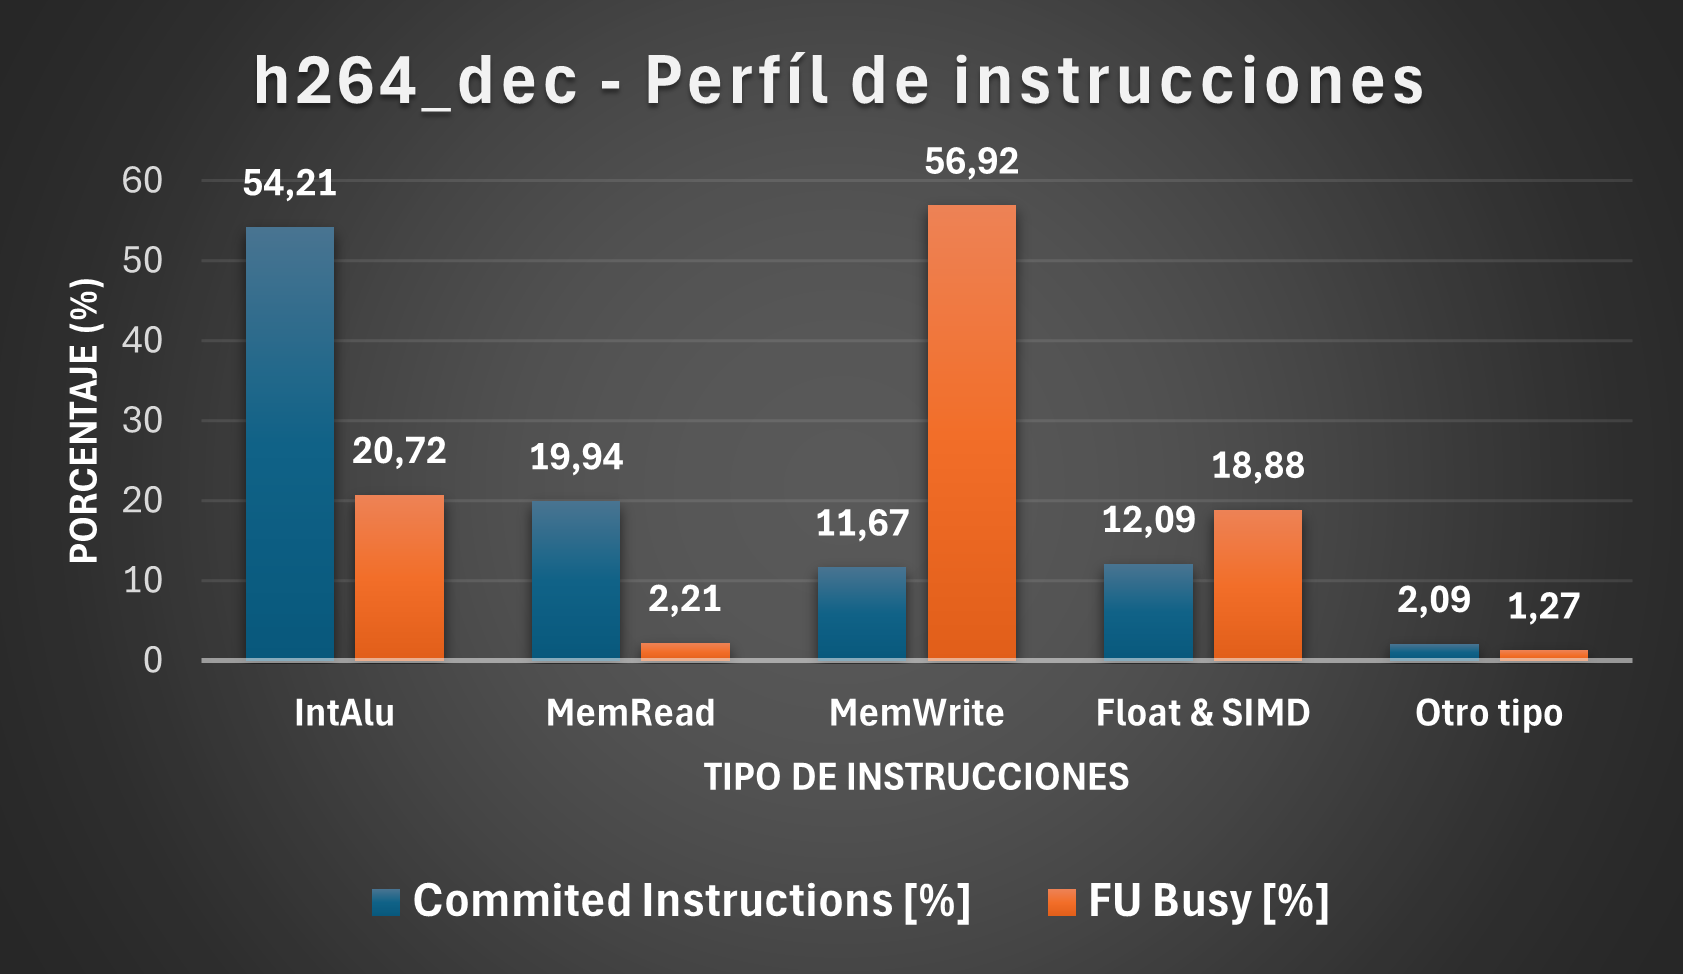 h264_dec - Perfíl de instrucciones
PORCENTAJE (%)
60
50
40
30
20
10
0
54,21
20,72
19,94
2,21
11,67
56,92
12,09
18,88
2,09
1,27
IntAlu
MemRead
MemWrite
Float & SIMD
Otro tipo
TIPO DE INSTRUCCIONES
Commited Instructions [%]
FU Busy [%]